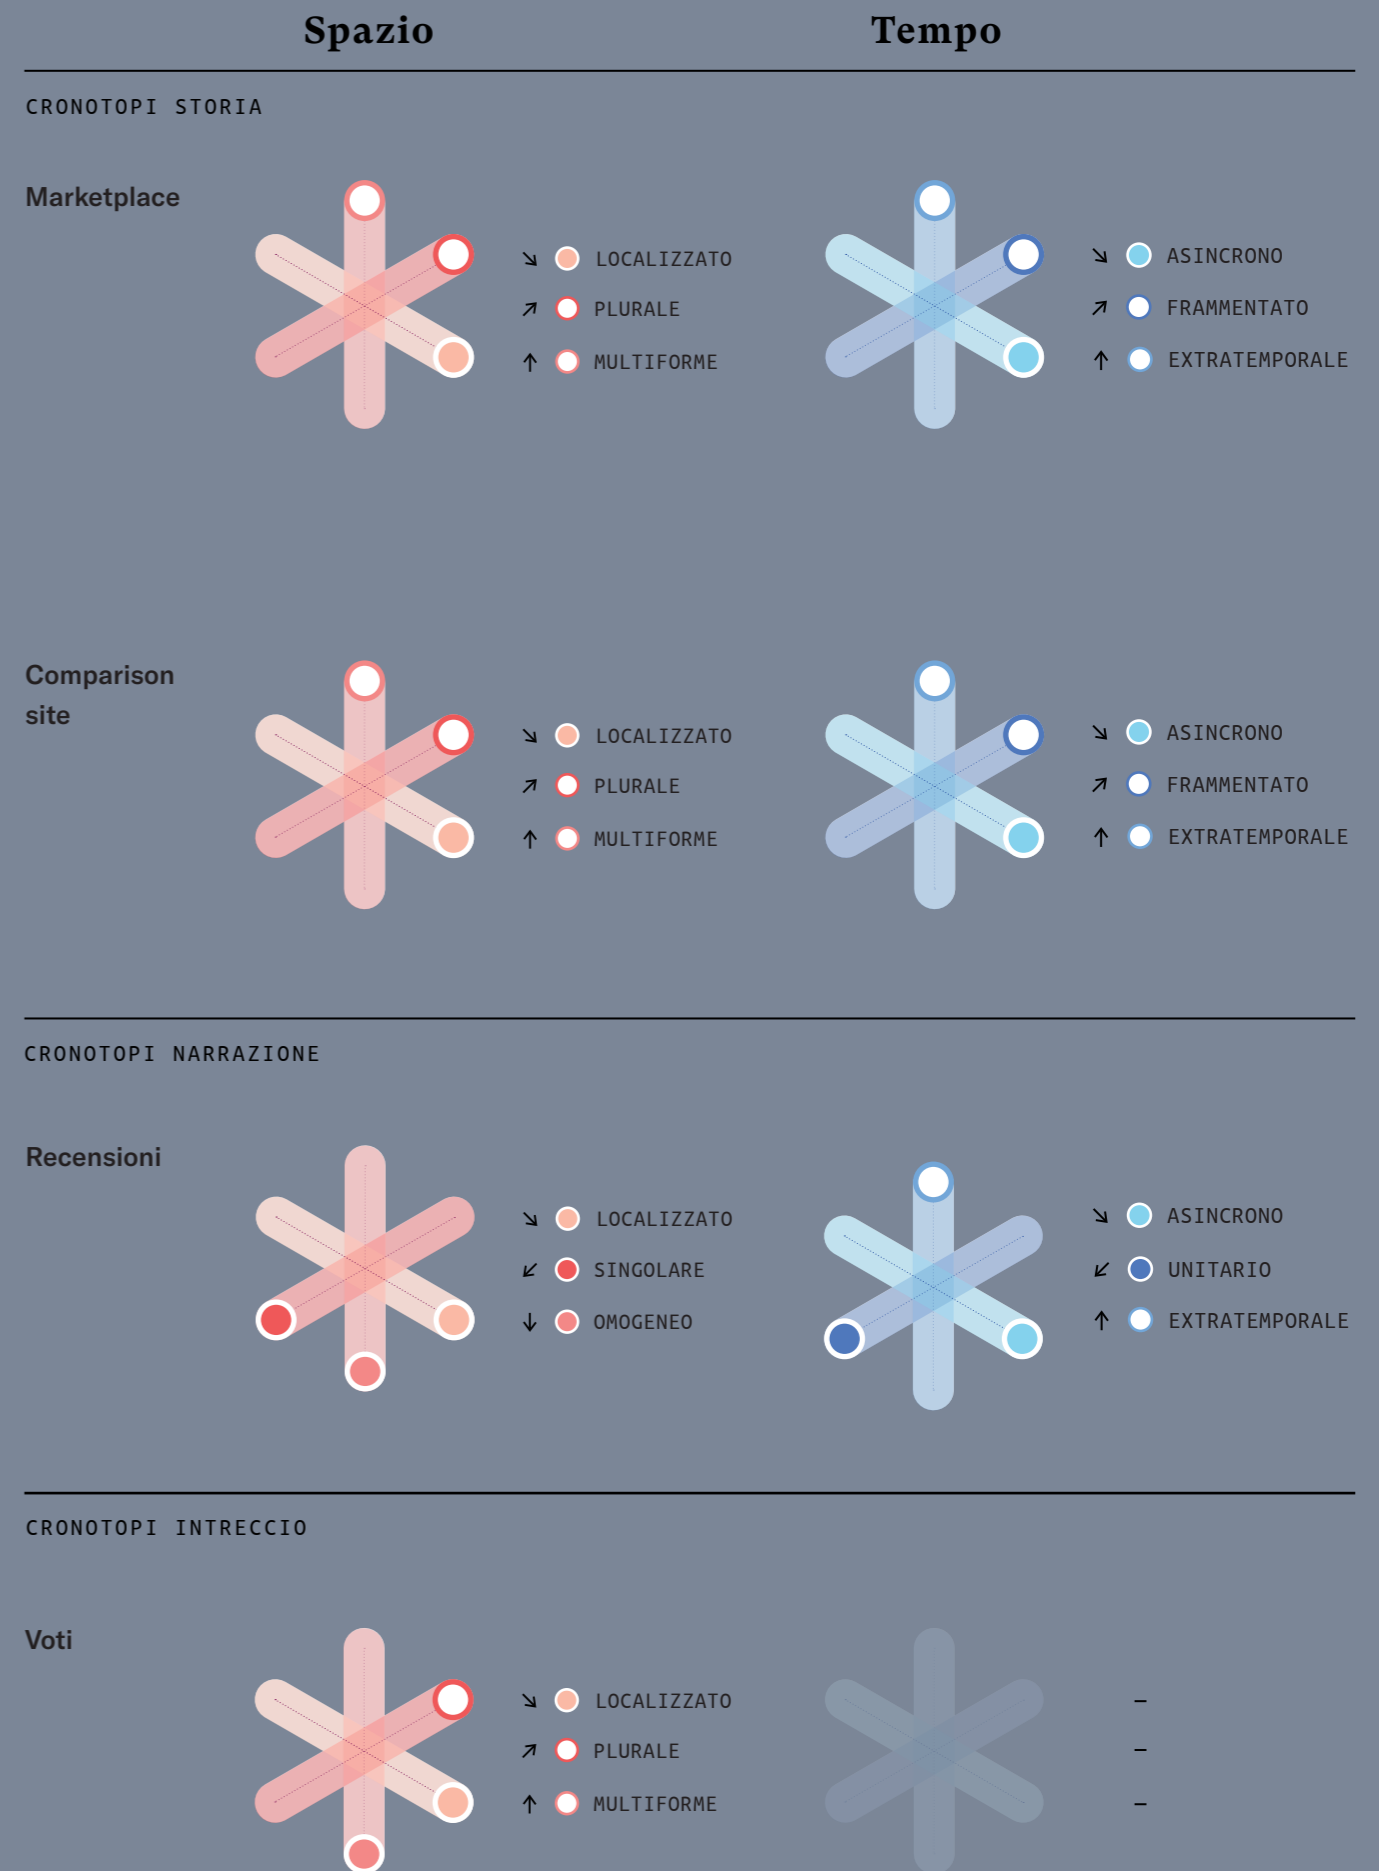 Spazio Tempo
CRONOTOPI STORIA
Marketplace
↘ LOCALIZZATO
↗ PLURALE
↑ MULTIFORME
↘ ASINCRONO
↗ FRAMMENTATO
↑ EXTRATEMPORALE
Comparison
site
↘ LOCALIZZATO
↗ PLURALE
↑ MULTIFORME
↘ ASINCRONO
↗ FRAMMENTATO
↑ EXTRATEMPORALE
CRONOTOPI NARRAZIONE
Recensioni
↘ LOCALIZZATO
↙ SINGOLARE
↓ OMOGENEO
↘ ASINCRONO
↙ UNITARIO
↑ EXTRATEMPORALE
CRONOTOPI INTRECCIO
Voti
↘ LOCALIZZATO
↗ PLURALE
↑ MULTIFORME
–
–
–